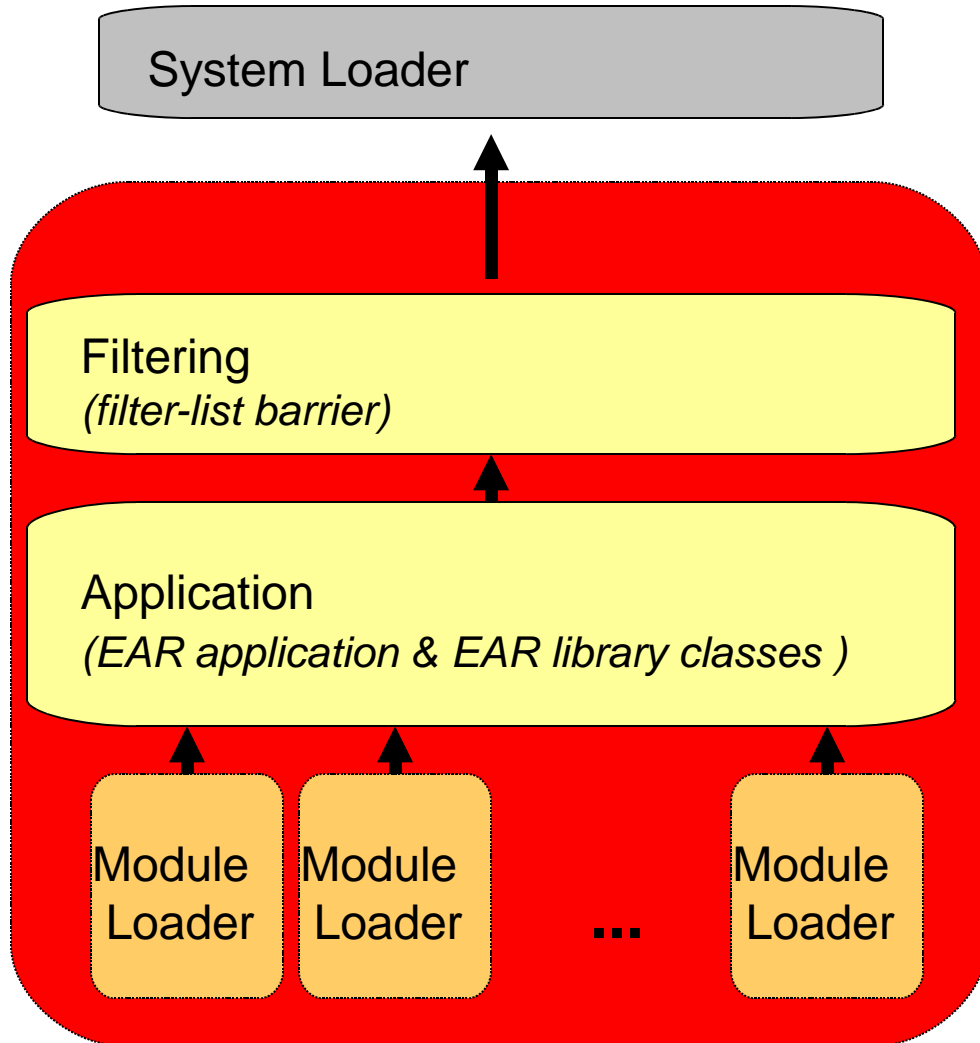 System Loader
Filtering
(filter-list barrier)
Application
(EAR application & EAR library classes )
Module
Loader
Module
Loader
...
Module
Loader